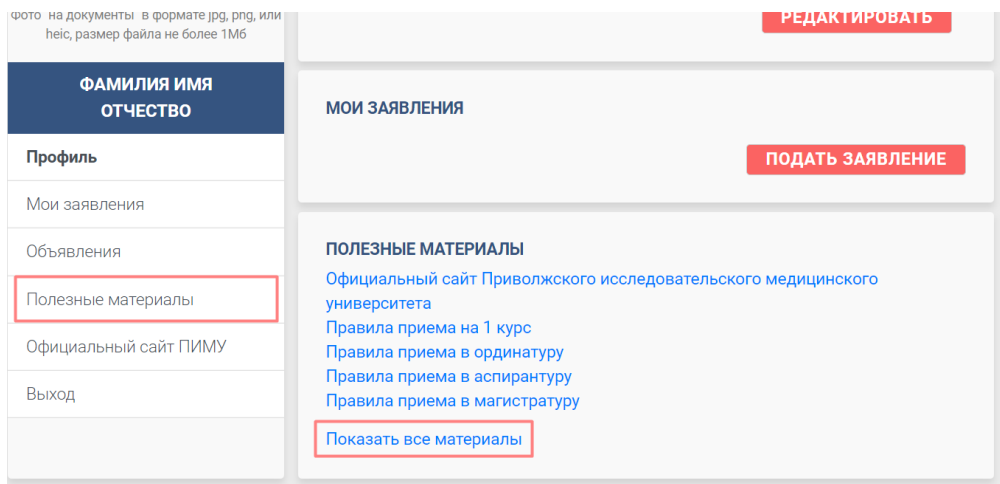 фото "на документы" в формате jpg, png, или
heic, размер файла не более 1Мб
ФАМИЛИЯ ИМЯ
ОТЧЕСТВО
Профиль
Мои заявления
Объявления
Полезные материалы
Официальный сайт ПИМУ
Выход
РЕДАКТИРОВАТЬ
МОИ ЗАЯВЛЕНИЯ
ПОДАТЬ ЗАЯВЛЕНИЕ
ПОЛЕЗНЫЕ МАТЕРИАЛЫ
Официальный сайт Приволжского исследовательского медицинского
университета
Правила приема на 1 курс
Правила приема в ординатуру
Правила приема в аспирантуру
Правила приема в магистратуру
Показать все материалы